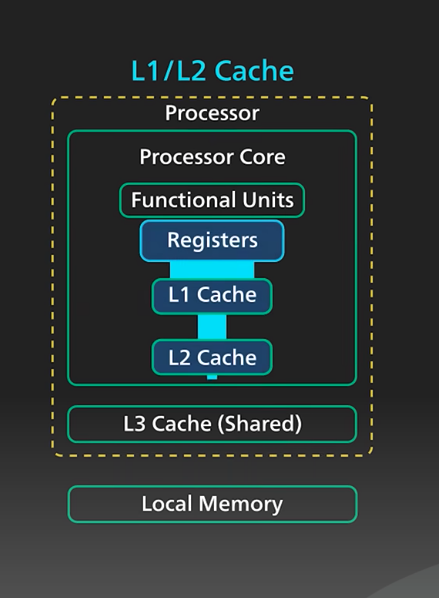 L1/L2 Cache
Processor
Processor Core
Functional Units
Registers
L1 Cache
L2 Cache
L3 Cache (Shared)
Local Memory